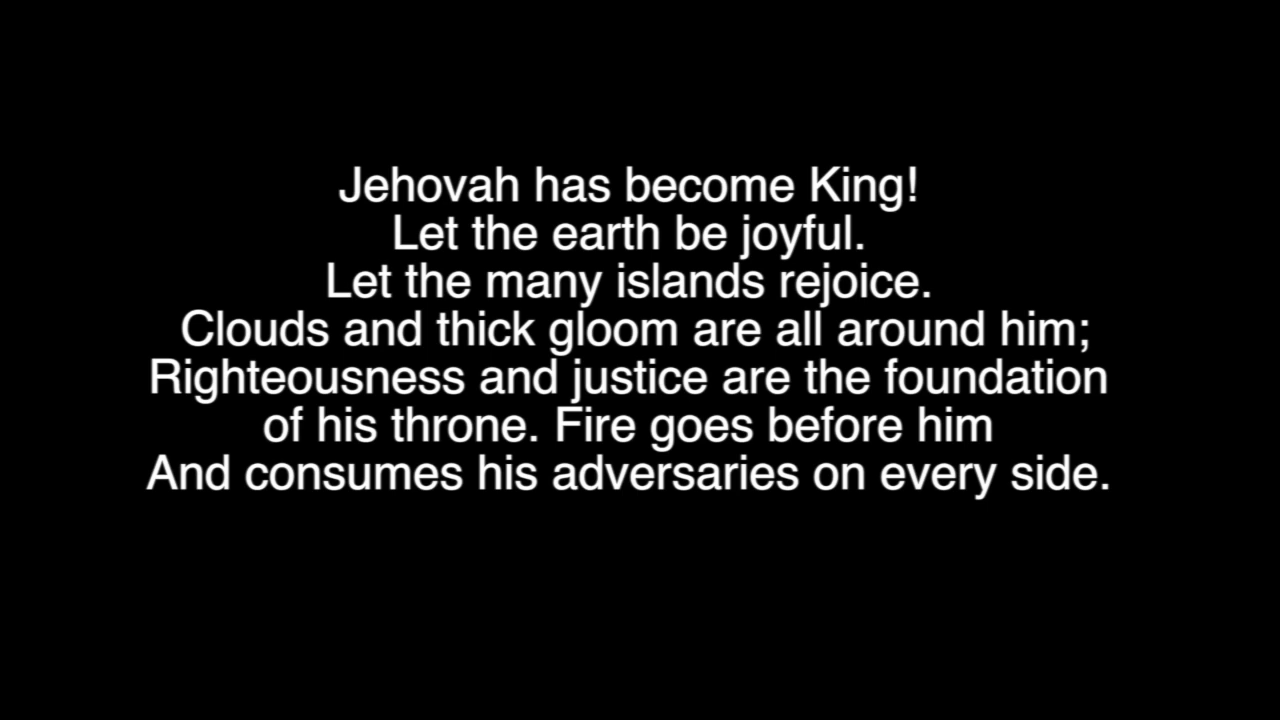 Jehovah has become King!
Let the earth be joyful.
Let the many islands rejoice.
Clouds and thick gloom are all around him;
Righteousness and justice are the foundation
of his throne. Fire goes before him
And consumes his adversaries on every side.